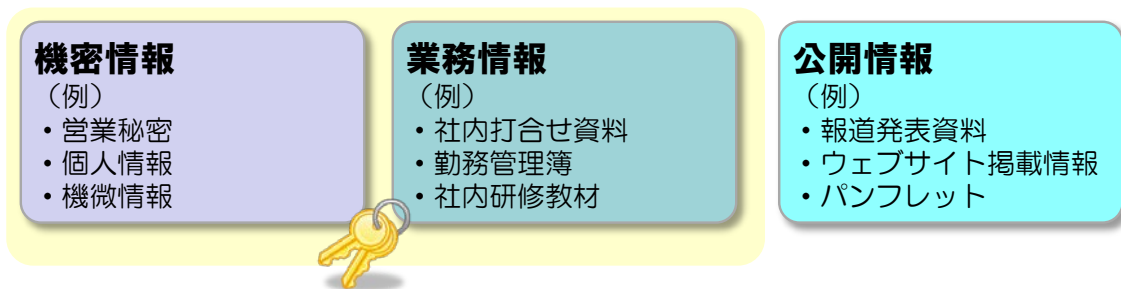 機密情報
（例）
・営業秘密
・個人情報
・機微情報
業務情報
（例）
・社内打合せ資料
・勤務管理簿
・社内研修教材
公開情報
（例）
・報道発表資料
・ウェブサイト掲載情報
・パンフレット